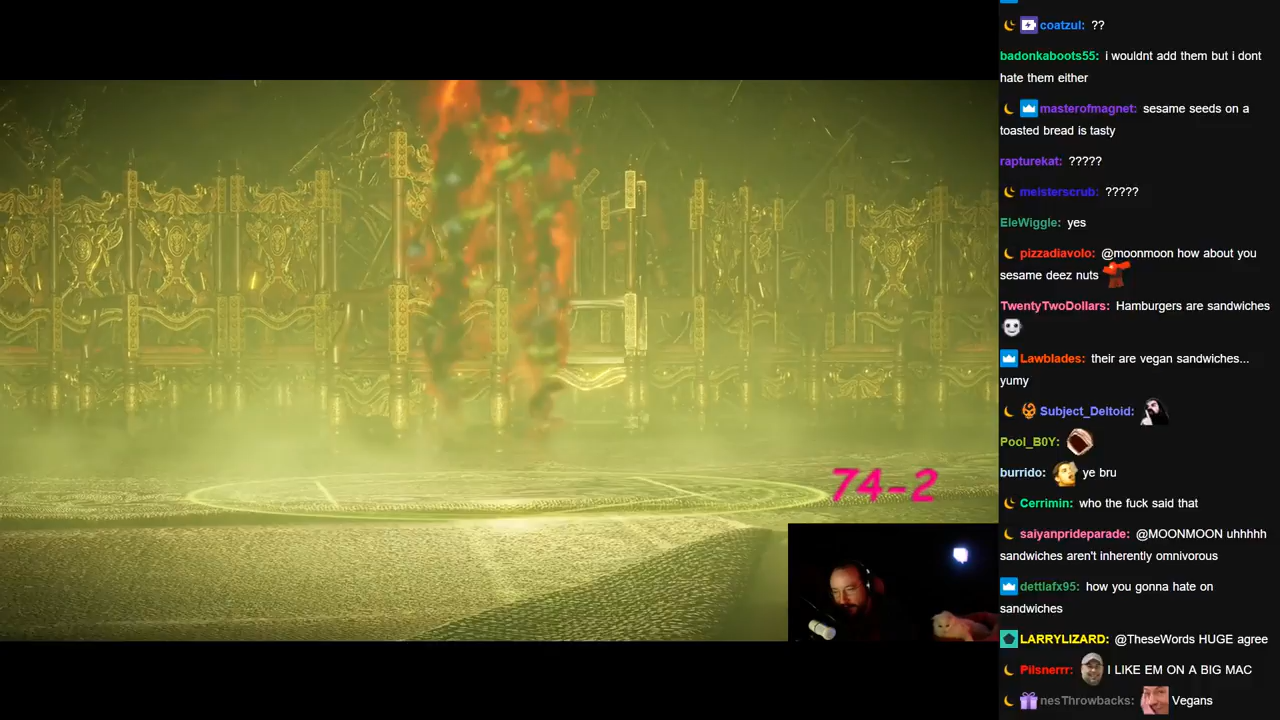 coatzul: ??
badonkaboots55: i wouldnt add them but i dont
hate them either
masterofmagnet: sesame seeds on a
toasted bread is tasty
rapturekat: ?????
meisterscrub: ?????
EleWiggle: yes
pizzadiavolo: @moonmoon how about you
sesame deez nuts
TwentyTwoDollars: Hamburgers are sandwiches
Lawblades: their are vegan sandwiches...
yumy
Subject_Deltoid:
Pool_B0Y:
burrido: ye bru
74-2
Cerrimin: who the fuck said that
saiyanprideparade: @MOONMOON uhhhhh
sandwiches aren't inherently omnivorous
dettlafx95: how you gonna hate on
sandwiches
LARRYLIZARD: @TheseWords HUGE agree
Pilsnerrr: I LIKE EM ON A BIG MAC
nesThrowbacks: Vegans